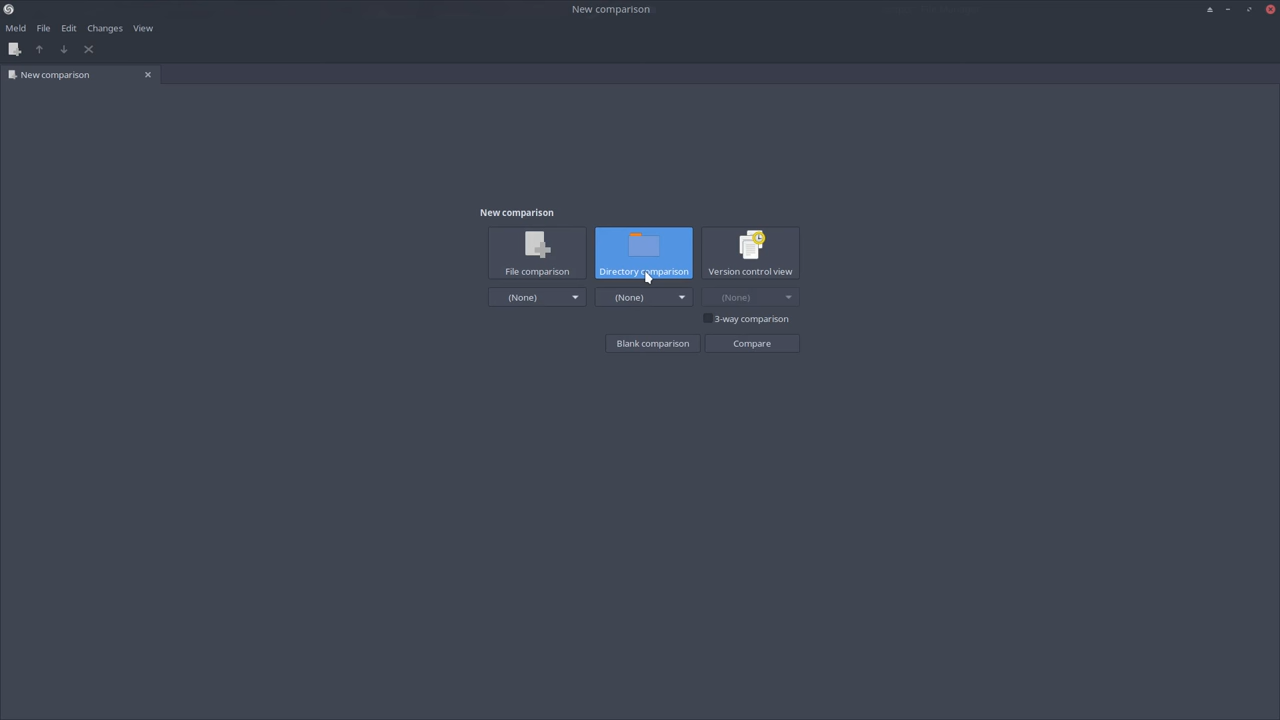 New comparison
Meld File Edit Changes View
New comparison
New comparison
File comparison Directory comparison Version control view
(None) (None) (None)
3-way comparison
Blank comparison Compare